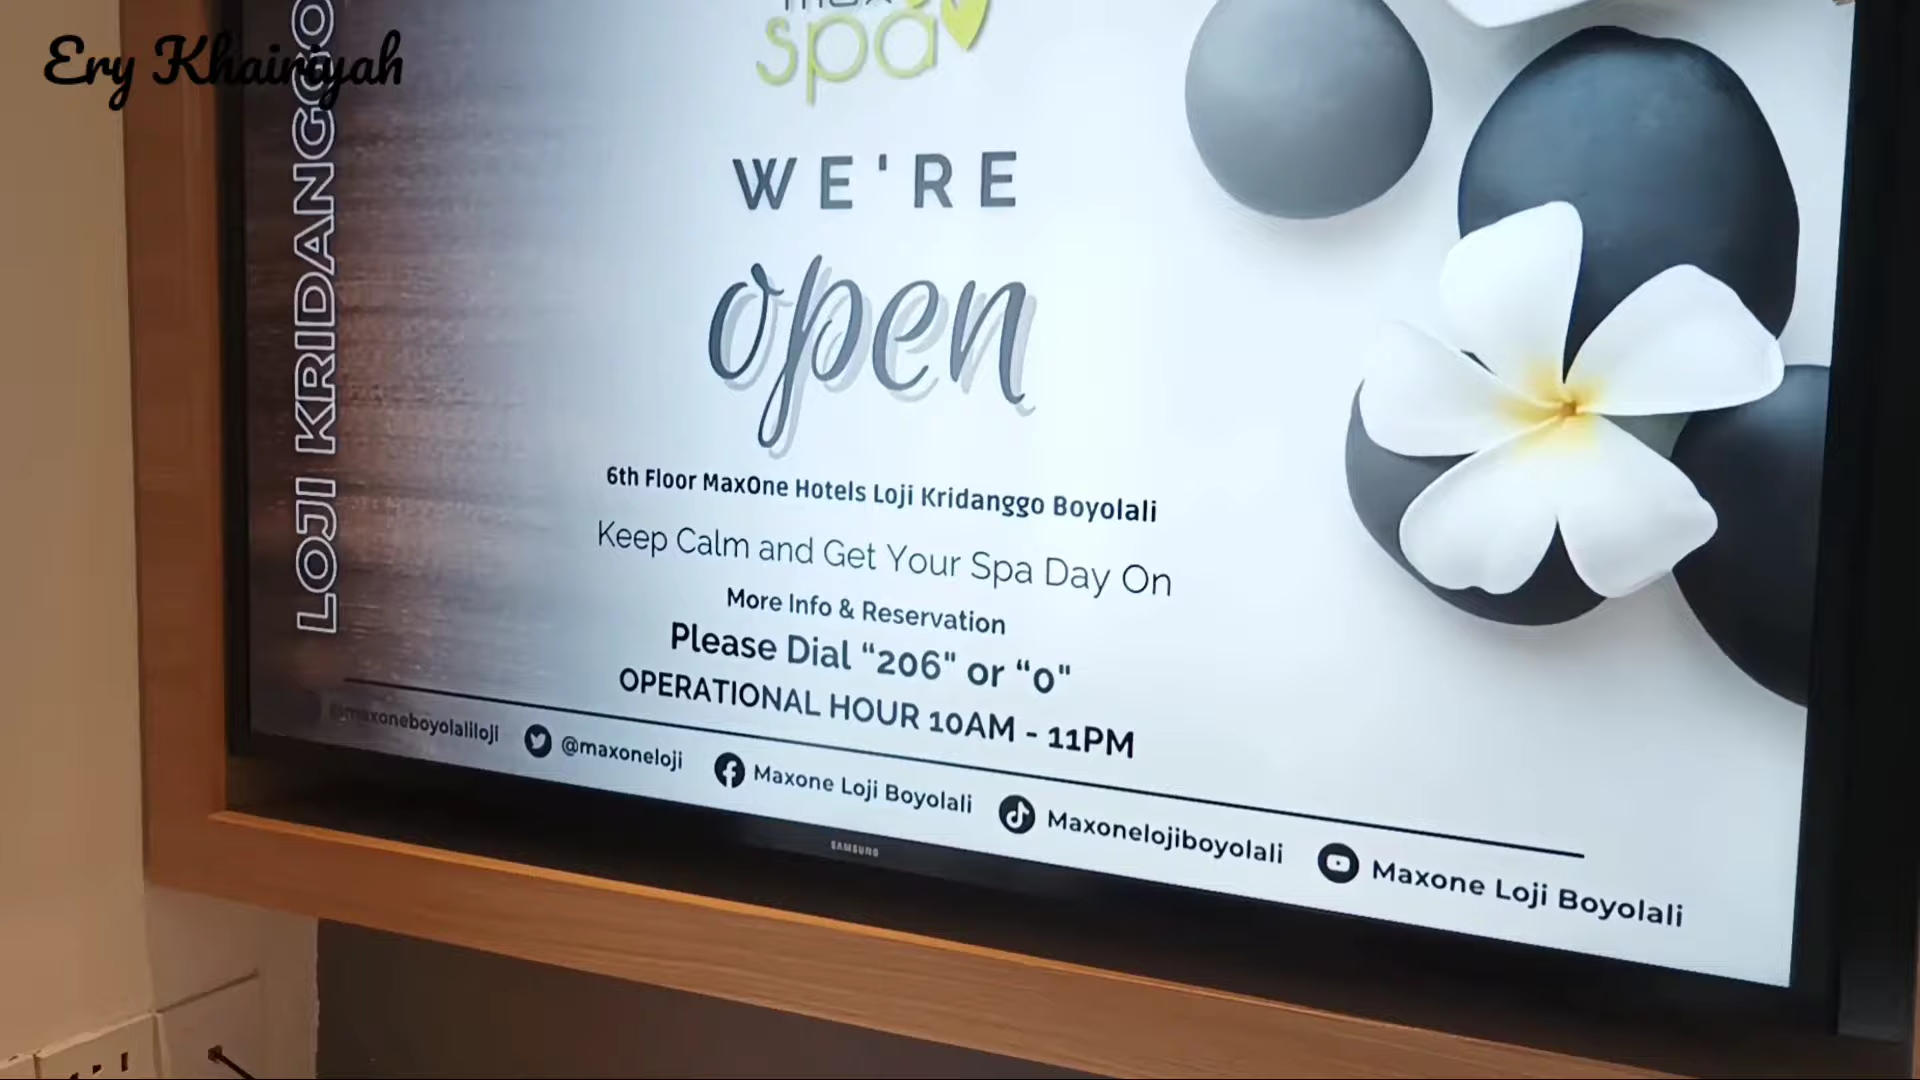 Ery Khairiyah
LOJI KRIDANGGO
spa
WE'RE
open
6th Floor MaxOne Hotels Loji Kridanggo Boyolali
Keep Calm and Get Your Spa Day On
More Info & Reservation
Please Dial “206" or “0"
OPERATIONAL HOUR 10AM - 11PM
@maxoneboyolaliloji
@maxoneloji
Maxone Loji Boyolali
Maxonelojiboyolali
Maxone Loji Boyolali
SAMSUNG